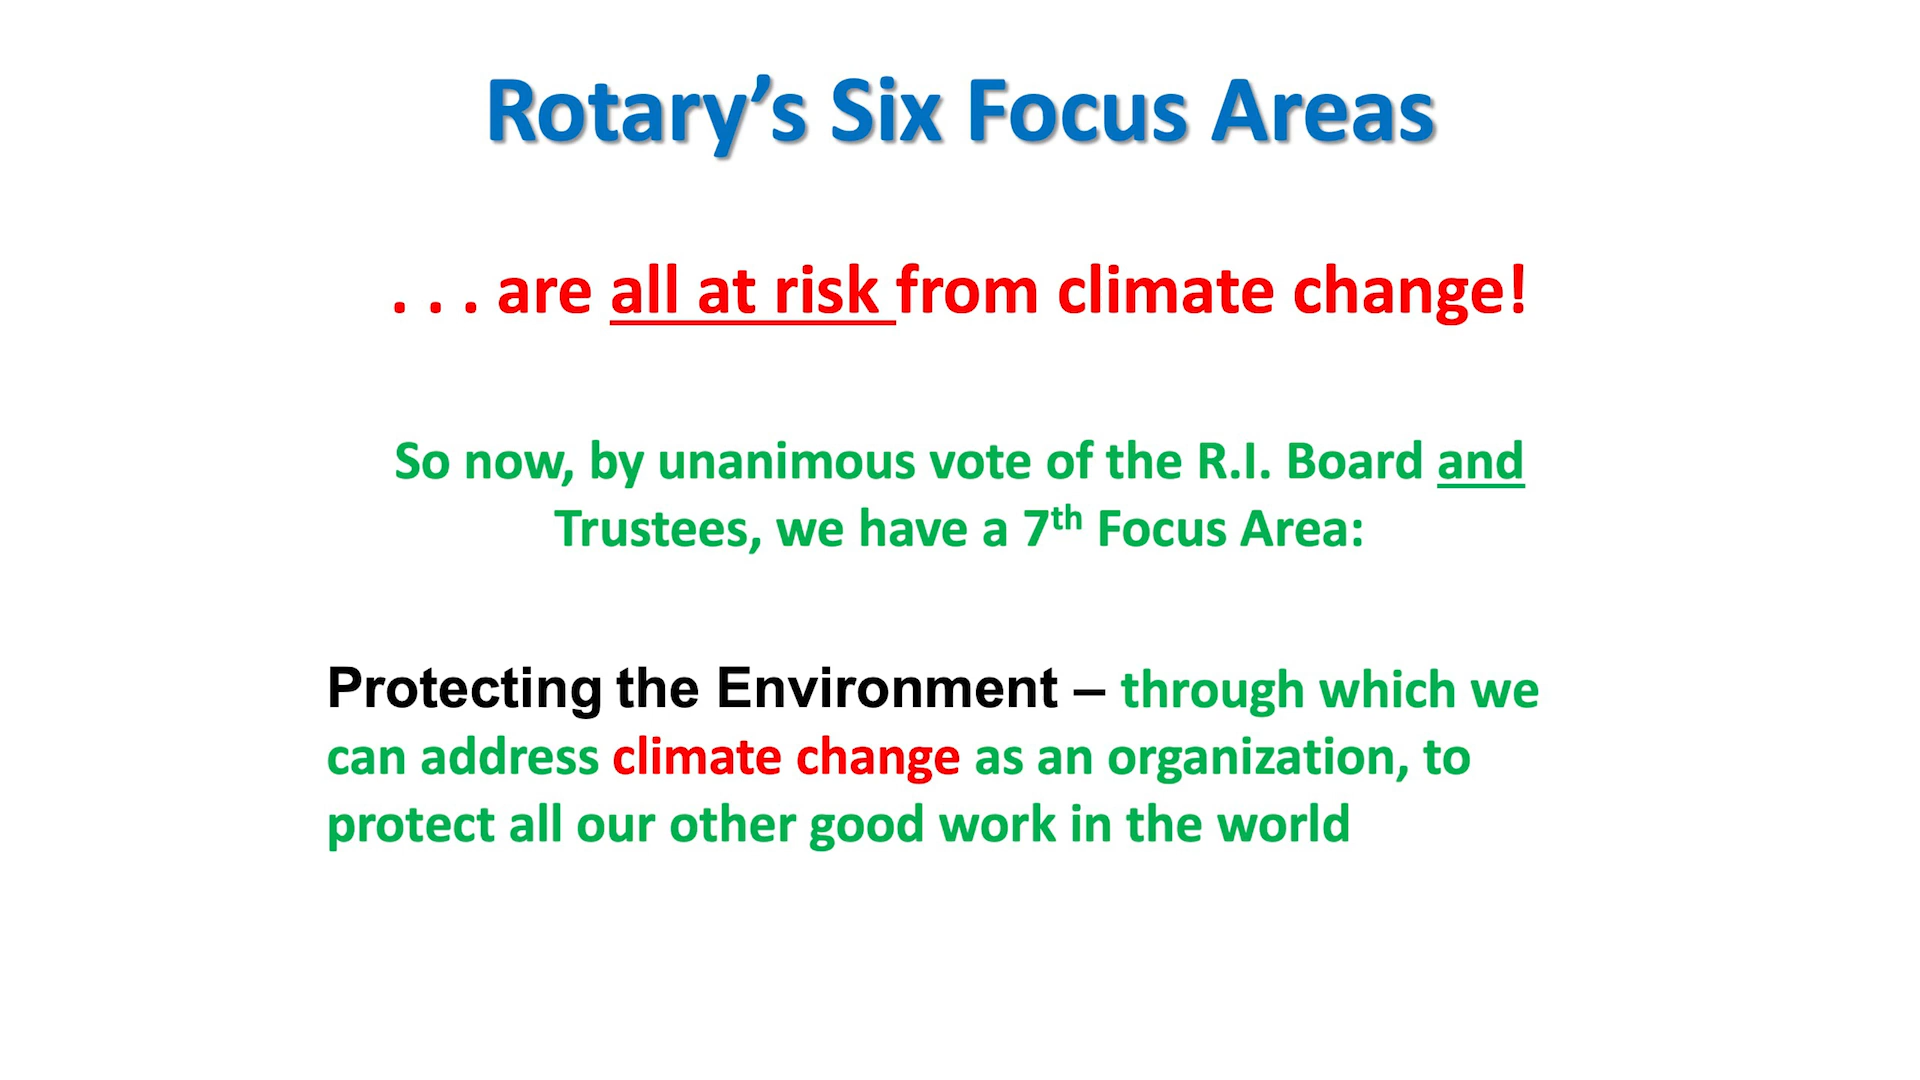 Rotary’s Six Focus Areas
. . . are all at risk from climate change!
So now, by unanimous vote of the R.I. Board and
Trustees, we have a 7th Focus Area:
Protecting the Environment – through which we
can address climate change as an organization, to
protect all our other good work in the world